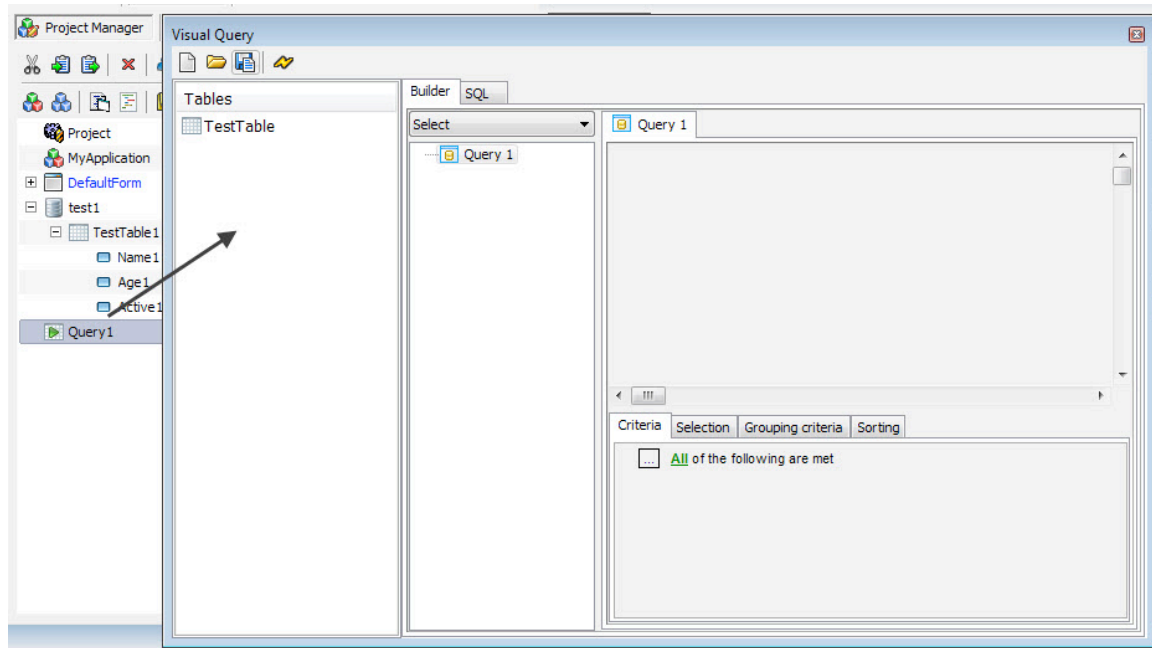 Project Manager
Visual Query
Tables
TestTable
Builder
SQL
Select
Query 1
Query 1
Project
MyApplication
DefaultForm
test1
TestTable1
Name1
Age1
Active1
Query1
Criteria
Selection
Grouping criteria
Sorting
...
All of the following are met